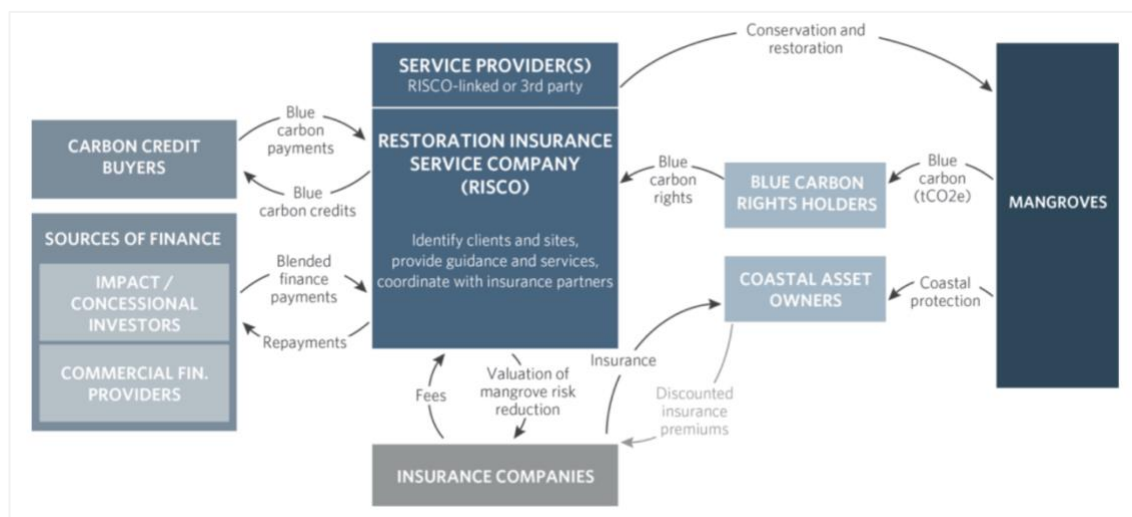 Conservation and
restoration
SERVICE PROVIDER(S)
RISCO-linked or 3rd party
Blue
carbon
payments
CARBON CREDIT
BUYERS
RESTORATION INSURANCE
SERVICE COMPANY
(RISCO)
Blue
carbon
rights
Blue
carbon
(tCO2e)
BLUE CARBON
RIGHTS HOLDERS
MANGROVES
Blue
carbon credits
SOURCES OF FINANCE
Identify clients and sites,
provide guidance and services,
coordinate with insurance partners
Blended
finance
payments
IMPACT /
CONCESSIONAL
INVESTORS
COASTAL ASSET
OWNERS
Coastal
protection
Repayments
Insurance
COMMERCIAL FIN.
PROVIDERS
Fees
Valuation of
mangrove risk
reduction
Discounted
insurance
premiums
INSURANCE COMPANIES